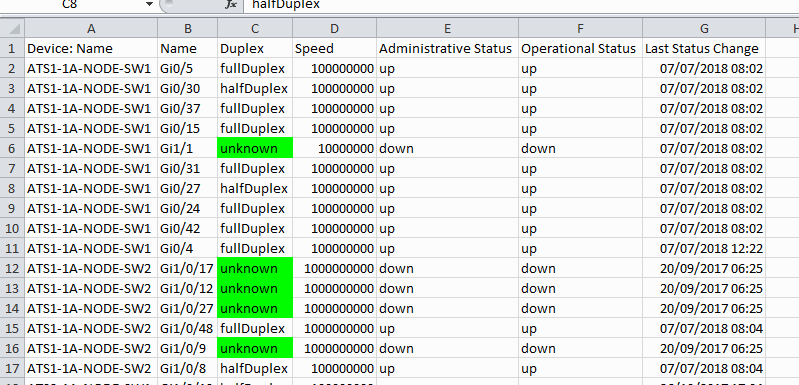 C8 fx halfDuplex
A B C D E F G H
1 Device: Name Name Duplex Speed Administrative Status Operational Status Last Status Change
2 ATS1-1A-NODE-SW1 Gi0/5 fullDuplex 100000000 up up 07/07/2018 08:02
3 ATS1-1A-NODE-SW1 Gi0/30 halfDuplex 100000000 up up 07/07/2018 08:02
4 ATS1-1A-NODE-SW1 Gi0/37 fullDuplex 100000000 up up 07/07/2018 08:02
5 ATS1-1A-NODE-SW1 Gi0/15 fullDuplex 100000000 up up 07/07/2018 08:02
6 ATS1-1A-NODE-SW1 Gi1/1 unknown 10000000 down down 07/07/2018 08:02
7 ATS1-1A-NODE-SW1 Gi0/31 fullDuplex 100000000 up up 07/07/2018 08:02
8 ATS1-1A-NODE-SW1 Gi0/27 halfDuplex 100000000 up up 07/07/2018 08:02
9 ATS1-1A-NODE-SW1 Gi0/24 fullDuplex 100000000 up up 07/07/2018 08:02
10 ATS1-1A-NODE-SW1 Gi0/42 fullDuplex 100000000 up up 07/07/2018 08:02
11 ATS1-1A-NODE-SW1 Gi0/4 fullDuplex 100000000 up up 07/07/2018 12:22
12 ATS1-1A-NODE-SW2 Gi1/0/17 unknown 1000000000 down down 20/09/2017 06:25
13 ATS1-1A-NODE-SW2 Gi1/0/12 unknown 1000000000 down down 20/09/2017 06:25
14 ATS1-1A-NODE-SW2 Gi1/0/27 unknown 1000000000 down down 20/09/2017 06:25
15 ATS1-1A-NODE-SW2 Gi1/0/48 fullDuplex 1000000000 up up 07/07/2018 08:04
16 ATS1-1A-NODE-SW2 Gi1/0/9 unknown 1000000000 down down 20/09/2017 06:25
17 ATS1-1A-NODE-SW2 Gi1/0/8 halfDuplex 100000000 up up 07/07/2018 08:04